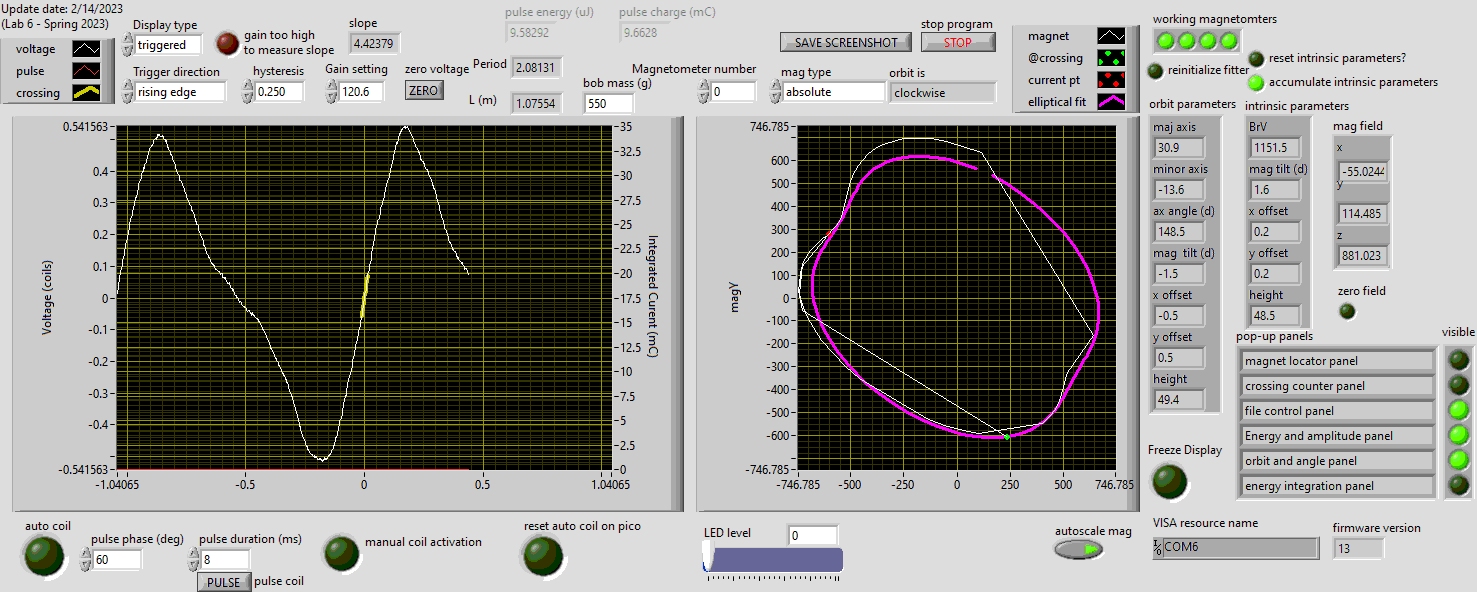 Update date: 2/14/2023
(Lab 6 - Spring 2023)
voltage
pulse
crossing
Display type
triggered
gain too high
to measure slope
slope
4.42379
Trigger direction
rising edge
hysteresis
0.250
Gain setting
120.6
zero voltage
ZERO
pulse energy (uJ)
9.58292
pulse charge (mC)
9.6628
Period
2.08131
L (m)
1.07554
bob mass (g)
550
Magnetometer number
0
mag type
absolute
orbit is
clockwise
SAVE SCREENSHOT
stop program
STOP
magnet
@crossing
current pt
elliptical fit
working magnetomters
reinitialize fitter
reset intrinsic parameters?
accumulate intrinsic parameters
orbit parameters
maj axis
30.9
minor axis
-13.6
ax angle (d)
148.5
mag tilt (d)
-1.5
x offset
-0.5
y offset
0.5
height
49.4
intrinsic parameters
BrV
1151.5
mag tilt (d)
1.6
x offset
0.2
y offset
0.2
height
48.5
mag field
x
-55.0244
y
114.485
z
881.023
zero field
pop-up panels
visible
magnet locator panel
crossing counter panel
file control panel
Energy and amplitude panel
orbit and angle panel
energy integration panel
Voltage (coils)
0.541563
0.4
0.3
0.2
0.1
0
-0.1
-0.2
-0.3
-0.4
-0.541563
-1.04065
-0.5
0
0.5
1.04065
35
32.5
30
27.5
25
22.5
20
17.5
15
12.5
10
7.5
5
2.5
0
Integrated Current (mC)
magY
746.785
600
500
400
300
200
100
0
-100
-200
-300
-400
-500
-600
-746.785
-746.785
-500
-250
0
250
500
746.785
Freeze Display
auto coil
pulse phase (deg)
60
pulse duration (ms)
8
PULSE
pulse coil
manual coil activation
reset auto coil on pico
LED level
0
autoscale mag
VISA resource name
COM6
firmware version
13